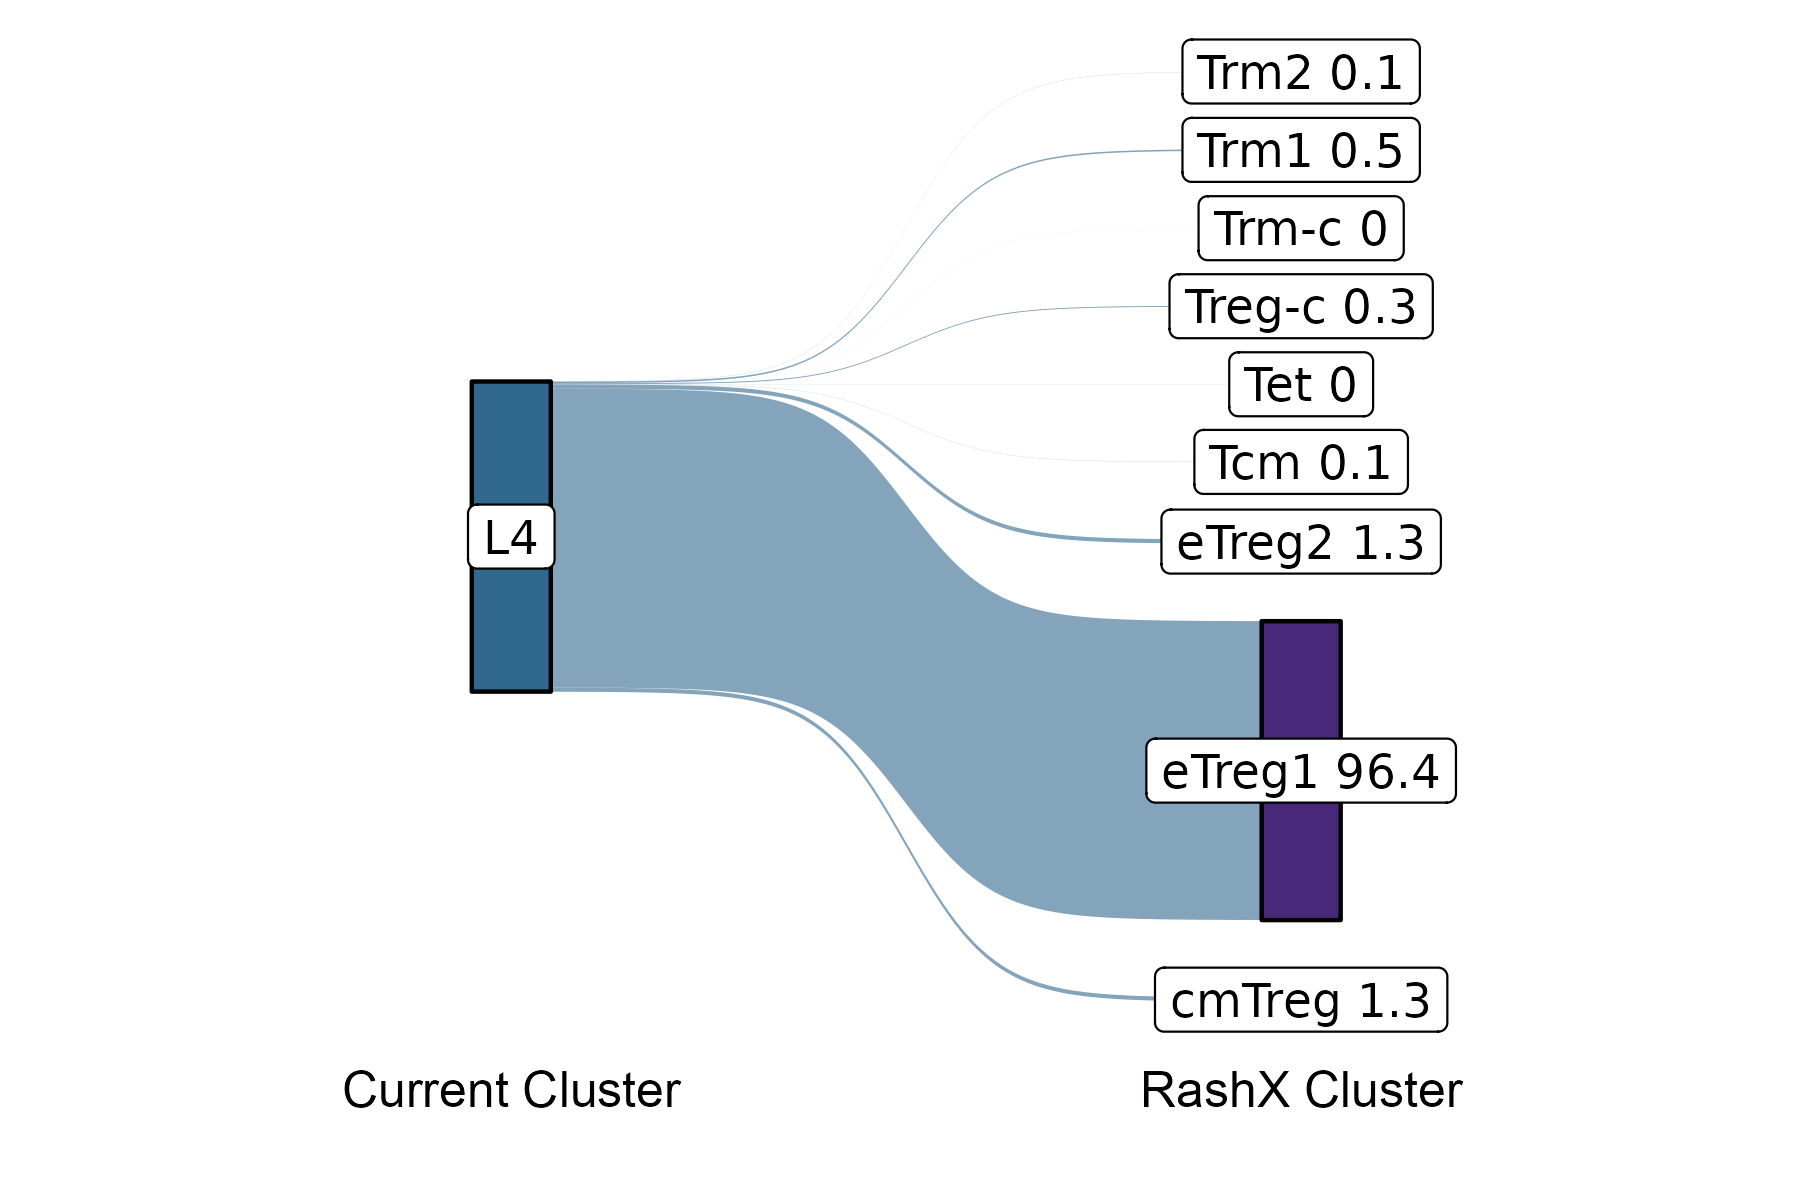 Trm2 0.1
Trm1 0.5
Trm-c 0
Treg-c 0.3
Tet 0
Tcm 0.1
L4
eTreg2 1.3
eTreg1 96.4
cmTreg 1.3
Current Cluster
RashX Cluster